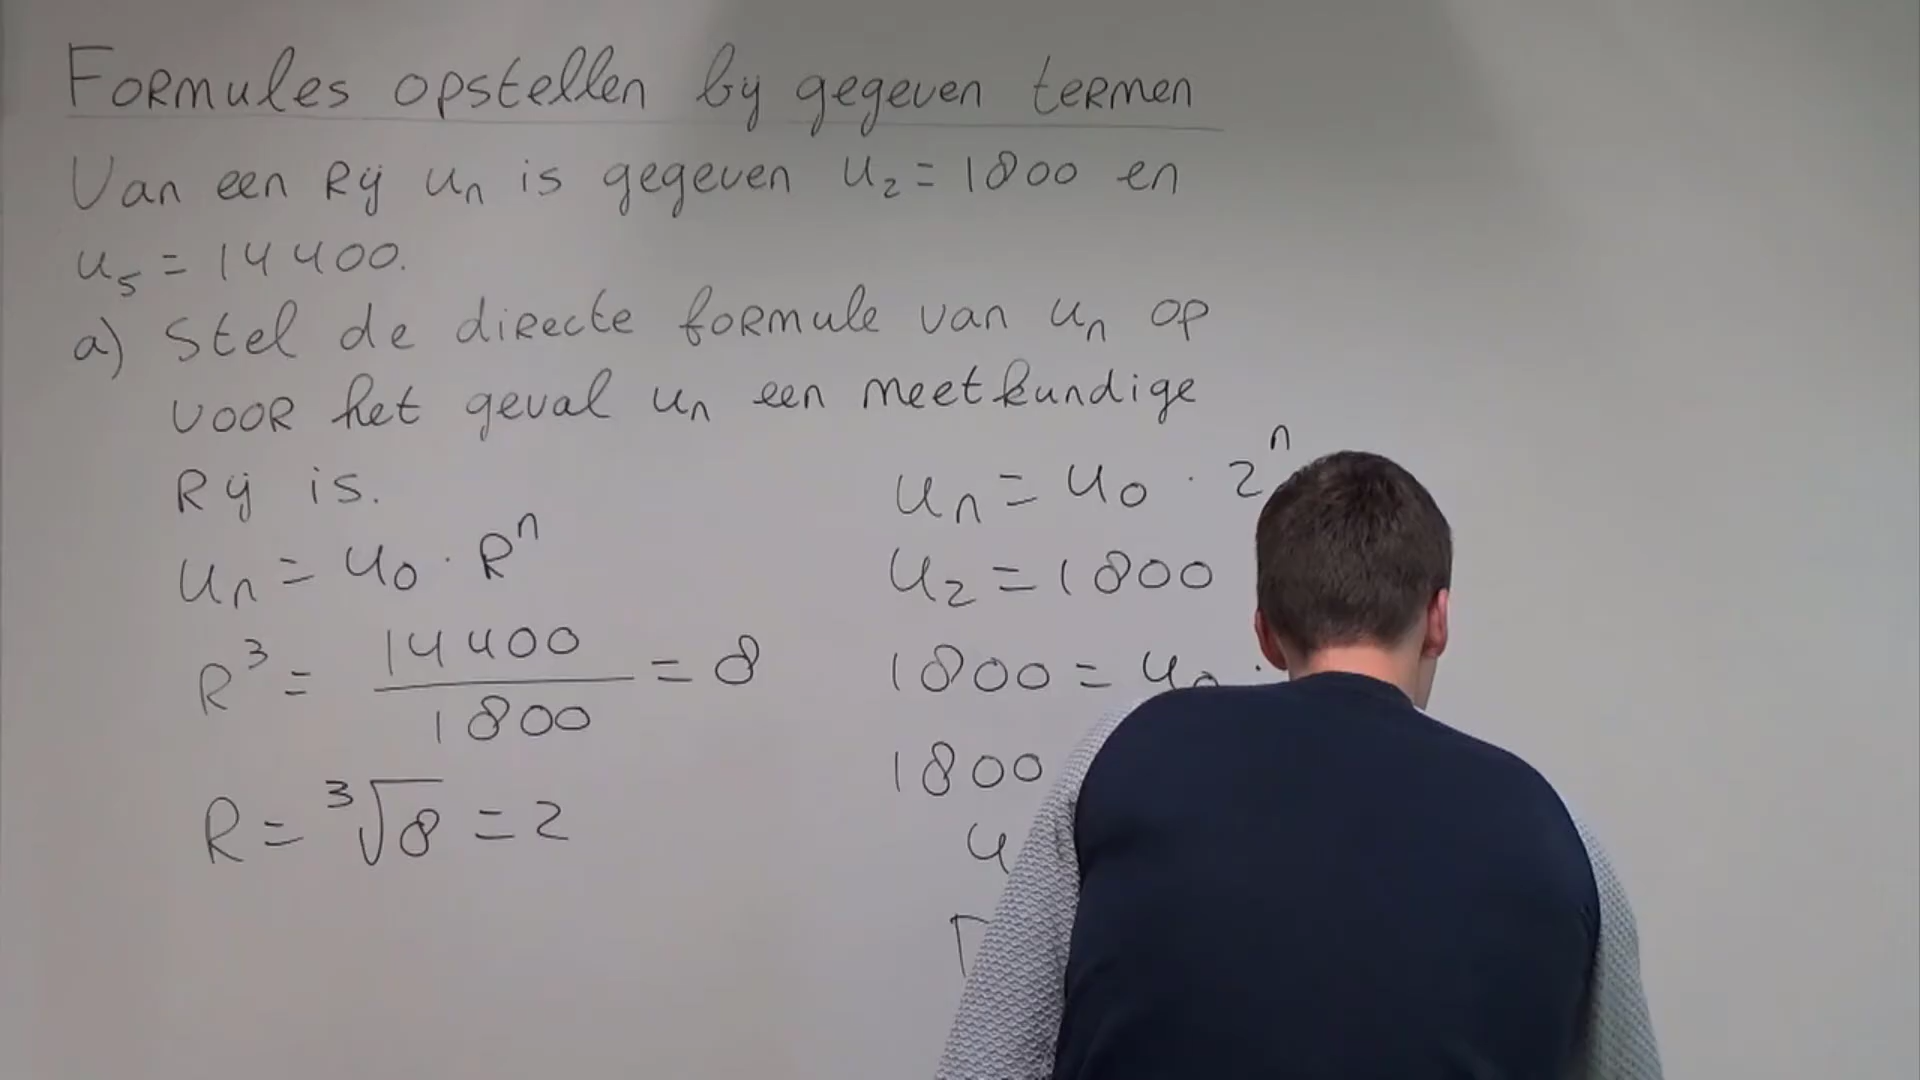 Formules opstellen bij gegeven termen
Van een Rij uₙ is gegeven u₂ = 1800 en
u₅ = 14400.
a) Stel de directe formule van uₙ op
voor het geval uₙ een meetkundige
Rij is.
uₙ = u₀ · Rⁿ
R³ = 14400/1800 = 8
R = ³√8 = 2
uₙ = u₀ · 2ⁿ
u₂ = 1800
1800 = u₀ ·
1800
u